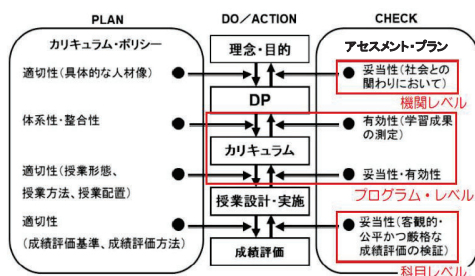 PLAN
DO/ACTION
CHECK
カリキュラム・ポリシー
理念・目的
アセスメント・プラン
適切性(具体的な人材像)
妥当性(社会との
関わりにおいて)
機関レベル
DP
体系性・整合性
有効性(学習成果
の測定)
カリキュラム
適切性(授業形態、
授業方法、授業配置)
妥当性・有効性
プログラム・レベル
授業設計・実施
適切性
(成績評価基準、成績評価方法)
妥当性(客観的・
公平かつ厳格な
成績評価の検証)
成績評価
科目レベル